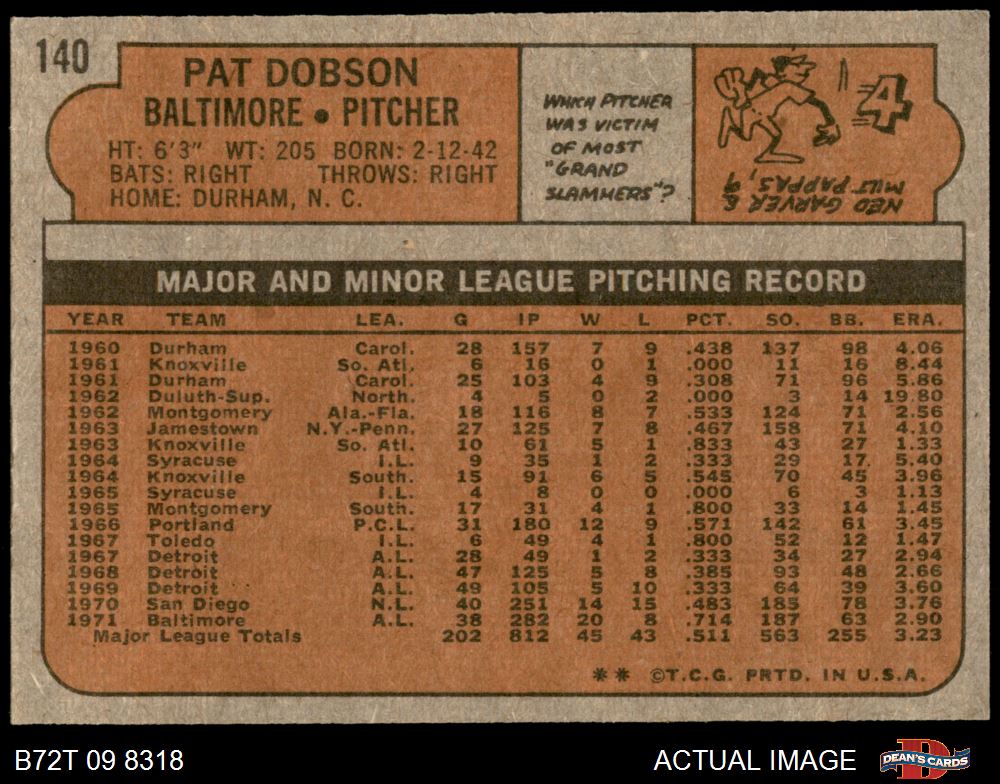 140
PAT DOBSON
BALTIMORE • PITCHER
HT: 6'3" WT: 205 BORN: 2-12-42
BATS: RIGHT THROWS: RIGHT
HOME: DURHAM, N. C.
WHICH PITCHER
WAS VICTIM
OF MOST
"GRAND
SLAMMERS"?
4
NED GARVER &
MILT PAPPAS, 9
MAJOR AND MINOR LEAGUE PITCHING RECORD
YEAR TEAM LEA. G IP W L PCT. SO. BB. ERA.
1960 Durham Carol. 28 157 7 9 .438 137 98 4.06
1961 Knoxville So. Atl. 6 16 0 1 .000 11 16 8.44
1961 Durham Carol. 25 103 4 9 .308 71 96 5.86
1962 Duluth-Sup. North. 4 5 0 2 .000 3 14 19.80
1962 Montgomery Ala.-Fla. 18 116 8 7 .533 124 71 2.56
1963 Jamestown N.Y.-Penn. 27 125 7 8 .467 158 71 4.10
1963 Knoxville So. Atl. 10 61 5 1 .833 43 27 1.33
1964 Syracuse I.L. 9 35 1 2 .333 29 17 5.40
1964 Knoxville South. 15 91 6 5 .545 70 45 3.96
1965 Syracuse I.L. 4 8 0 0 .000 6 3 1.13
1965 Montgomery South. 17 31 4 1 .800 33 14 1.45
1966 Portland P.C.L. 31 180 12 9 .571 142 61 3.45
1967 Toledo I.L. 6 49 4 1 .800 52 12 1.47
1967 Detroit A.L. 28 49 1 2 .333 34 27 2.94
1968 Detroit A.L. 47 125 5 8 .385 93 48 2.66
1969 Detroit A.L. 49 105 5 10 .333 64 39 3.60
1970 San Diego N.L. 40 251 14 15 .483 185 78 3.76
1971 Baltimore A.L. 38 282 20 8 .714 187 63 2.90
Major League Totals 202 812 45 43 .511 563 255 3.23
** ©T.C.G. PRTD. IN U.S.A.
B72T 09 8318
ACTUAL IMAGE
DEAN'S CARDS